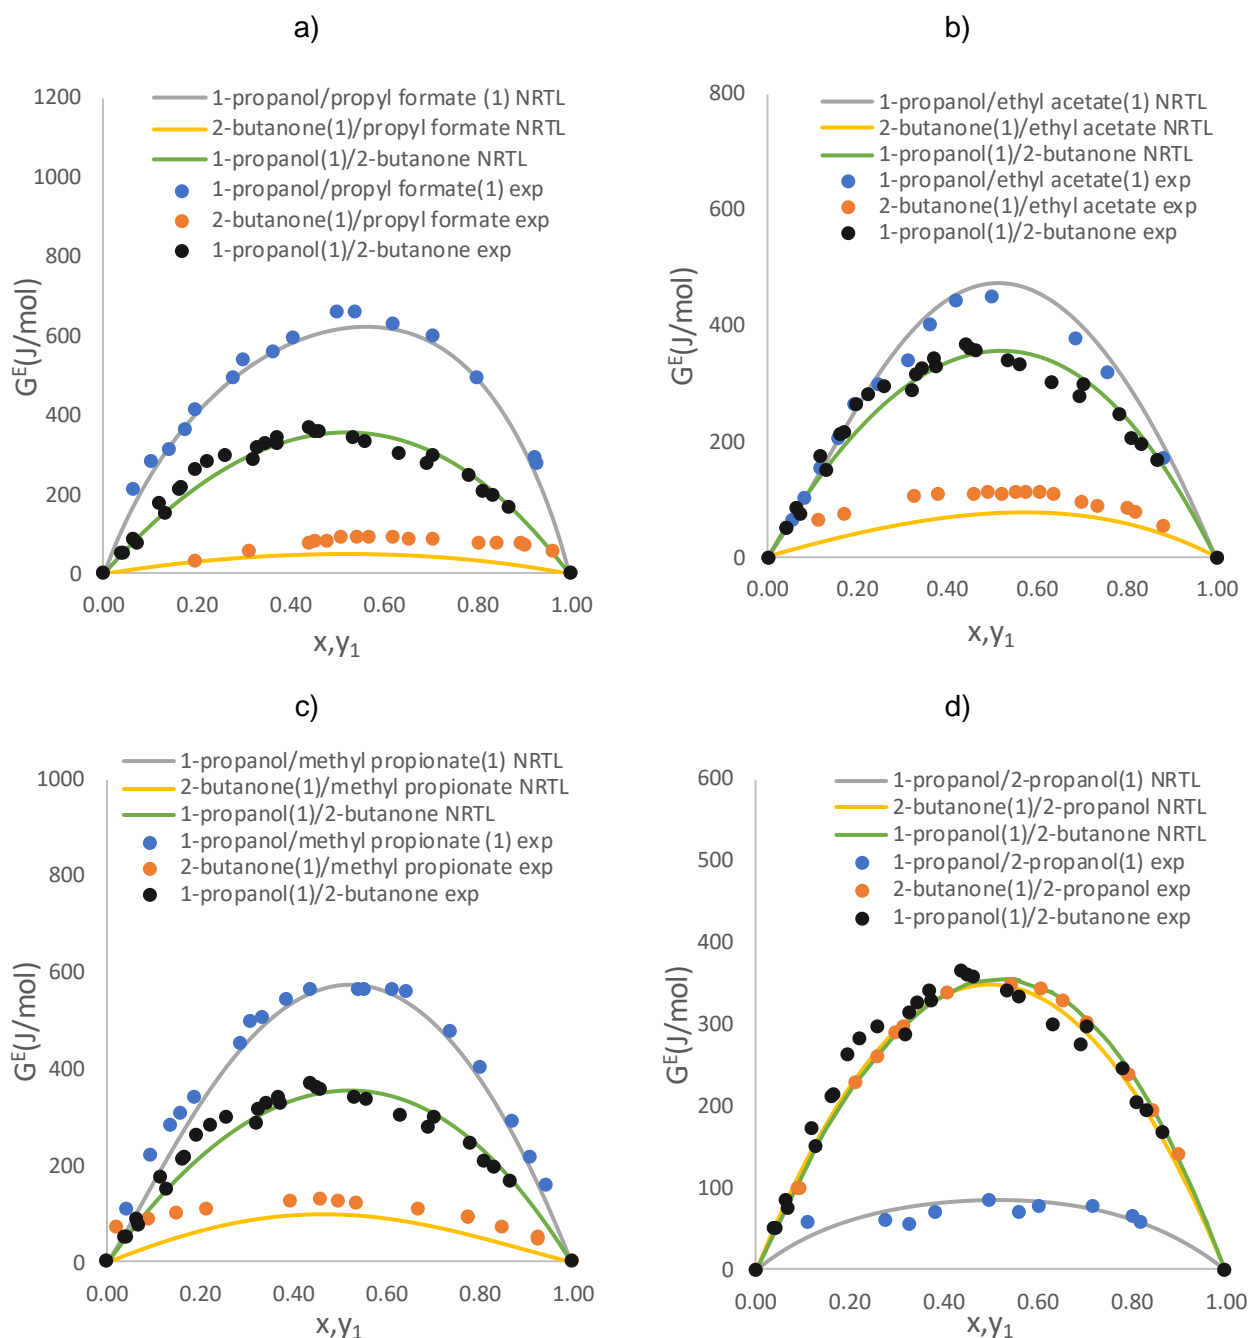 a)
1200
1000
800
600
400
200
0
G^E(J/mol)
1-propanol/propyl formate (1) NRTL
2-butanone(1)/propyl formate NRTL
1-propanol(1)/2-butanone NRTL
1-propanol/propyl formate(1) exp
2-butanone(1)/propyl formate exp
1-propanol(1)/2-butanone exp
0.00 0.20 0.40 0.60 0.80 1.00
x,y₁
b)
800
600
400
200
0
G^E(J/mol)
1-propanol/ethyl acetate(1) NRTL
2-butanone(1)/ethyl acetate NRTL
1-propanol(1)/2-butanone NRTL
1-propanol/ethyl acetate(1) exp
2-butanone(1)/ethyl acetate exp
1-propanol(1)/2-butanone exp
0.00 0.20 0.40 0.60 0.80 1.00
x,y₁
c)
1000
800
600
400
200
0
G^E(J/mol)
1-propanol/methyl propionate(1) NRTL
2-butanone(1)/methyl propionate NRTL
1-propanol(1)/2-butanone NRTL
1-propanol/methyl propionate (1) exp
2-butanone(1)/methyl propionate exp
1-propanol(1)/2-butanone exp
0.00 0.20 0.40 0.60 0.80 1.00
x,y₁
d)
600
500
400
300
200
100
0
G^E(J/mol)
1-propanol/2-propanol(1) NRTL
2-butanone(1)/2-propanol NRTL
1-propanol(1)/2-butanone NRTL
1-propanol/2-propanol(1) exp
2-butanone(1)/2-propanol exp
1-propanol(1)/2-butanone exp
0.00 0.20 0.40 0.60 0.80 1.00
x,y₁